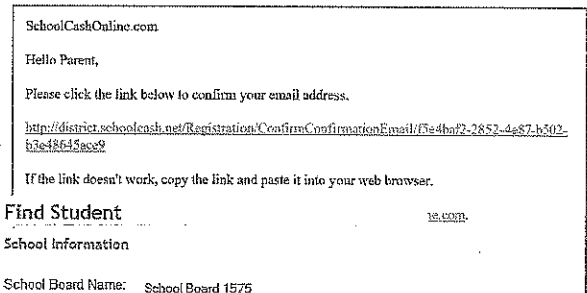 SchoolCashOnline.com
Hello Parent,
Please click the link below to confirm your email address.
http://district.schoolcash.net/Registration/ConfirmConfirmationEmail/f5e4baf2-2852-4e87-b502-
b3e48645ace9
If the link doesn't work, copy the link and paste it into your web browser.
Find Student
School Information
School Board Name: School Board 1575